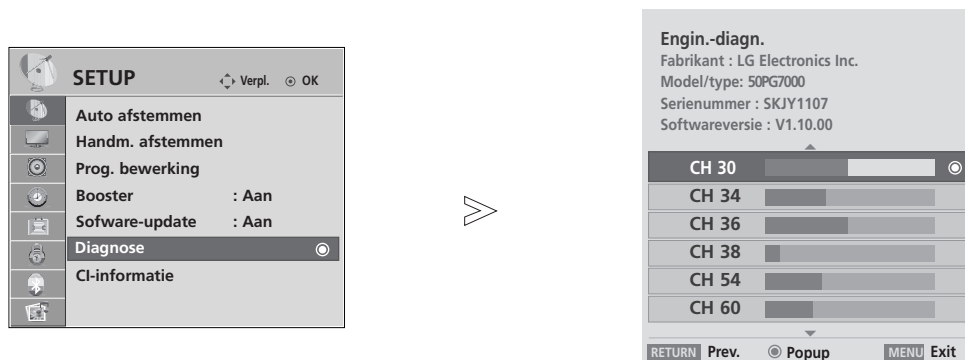 SETUP Verpl. OK
Auto afstemmen
Handm. afstemmen
Prog. bewerking
Booster : Aan
Sofware-update : Aan
Diagnose
CI-informatie
Engin.-diagn.
Fabrikant : LG Electronics Inc.
Model/type: 50PG7000
Serienummer : SKJY1107
Softwareversie : V1.10.00
CH 30
CH 34
CH 36
CH 38
CH 54
CH 60
RETURN Prev. Popup MENU Exit